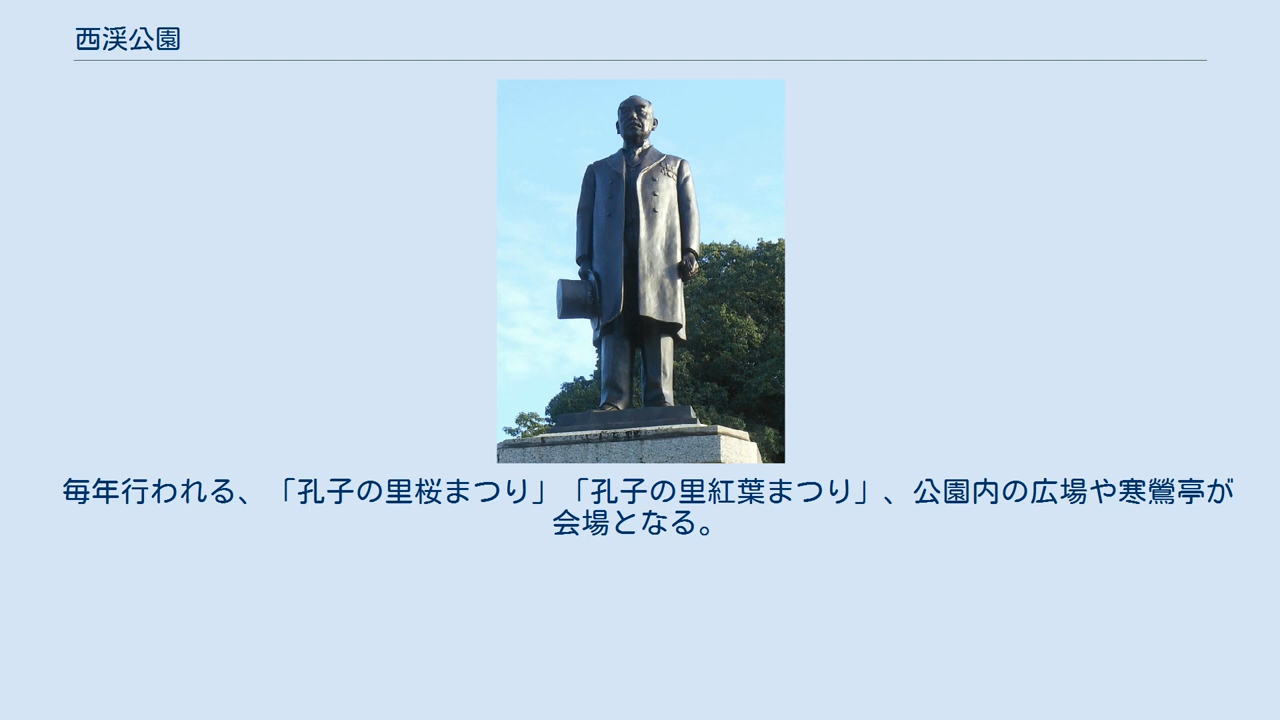 西渓公園
毎年行われる、「孔子の里桜まつり」「孔子の里紅葉まつり」、公園内の広場や寒鶯亭が
会場となる。